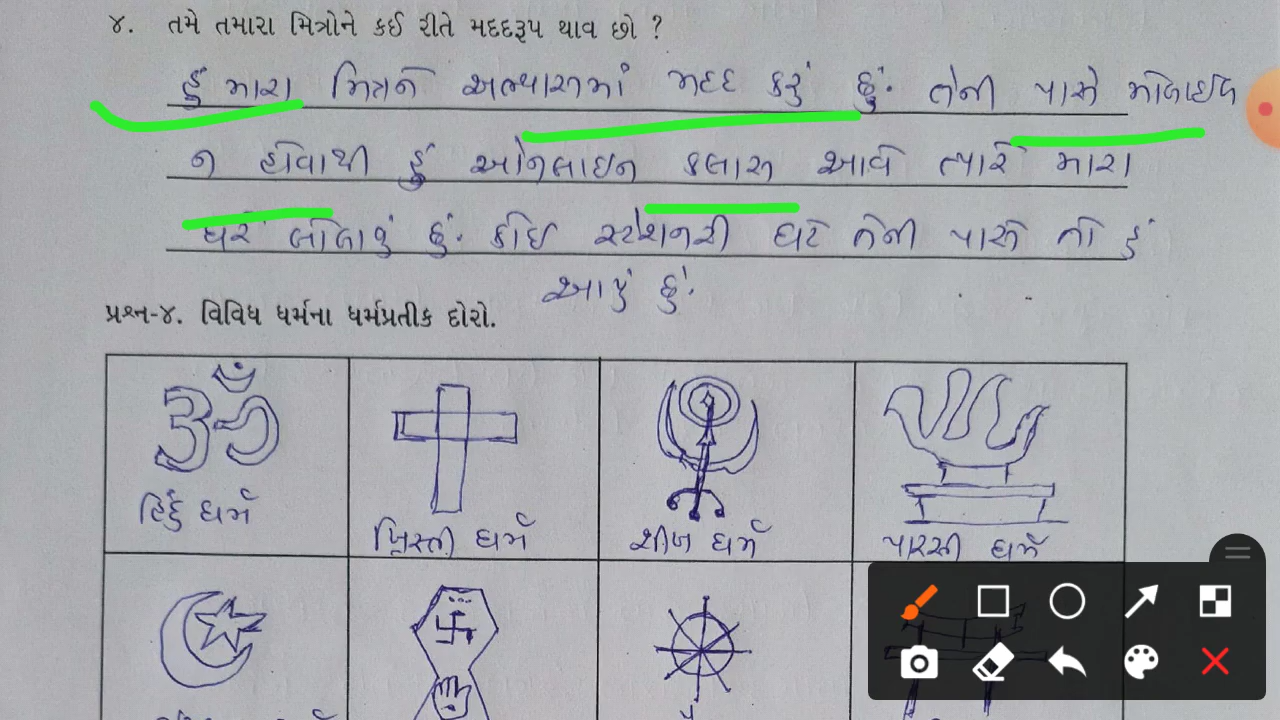 ૪. તમે તમારા મિત્રોને કઈ રીતે મદદરૂપ થાવ છો ?
હું મારા મિત્રને અભ્યાસમાં મદદ કરું છું. તેની પાસે મોબાઈલ
ન હોવાથી હું ઓનલાઇન કલાસ આવે ત્યારે મારા
ઘરે બોલાવું છું. કોઈ સ્ટેશનરી ઘટે તેની પાસે તો હું
આપું છું.
પ્રશ્ન-૪. વિવિધ ધર્મના ધર્મપ્રતીક દોરો.
હિંદુ ધર્મ
ખ્રિસ્તી ધર્મ
શીખ ધર્મ
પારસી ધર્મ